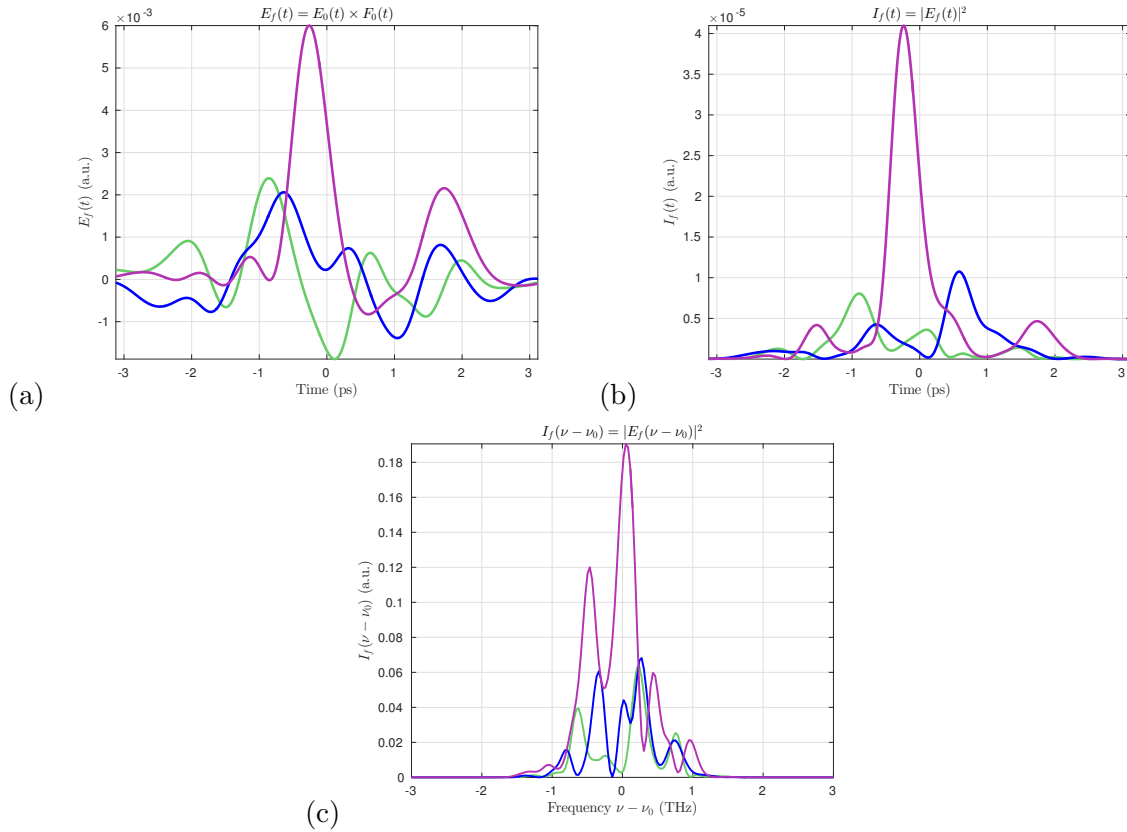 ×10⁻³
E_f(t) = E_0(t) × F_0(t)
6
5
4
3
2
1
0
-1
E_f(t) (a.u.)
-3 -2 -1 0 1 2 3
Time (ps)
(a)
×10⁻⁵
I_f(t) = |E_f(t)|²
4
3.5
3
2.5
2
1.5
1
0.5
0
I_f(t) (a.u.)
-3 -2 -1 0 1 2 3
Time (ps)
(b)
I_f(ν − ν_0) = |E_f(ν − ν_0)|²
0.18
0.16
0.14
0.12
0.1
0.08
0.06
0.04
0.02
0
I_f(ν − ν_0) (a.u.)
-3 -2 -1 0 1 2 3
Frequency ν − ν_0 (THz)
(c)